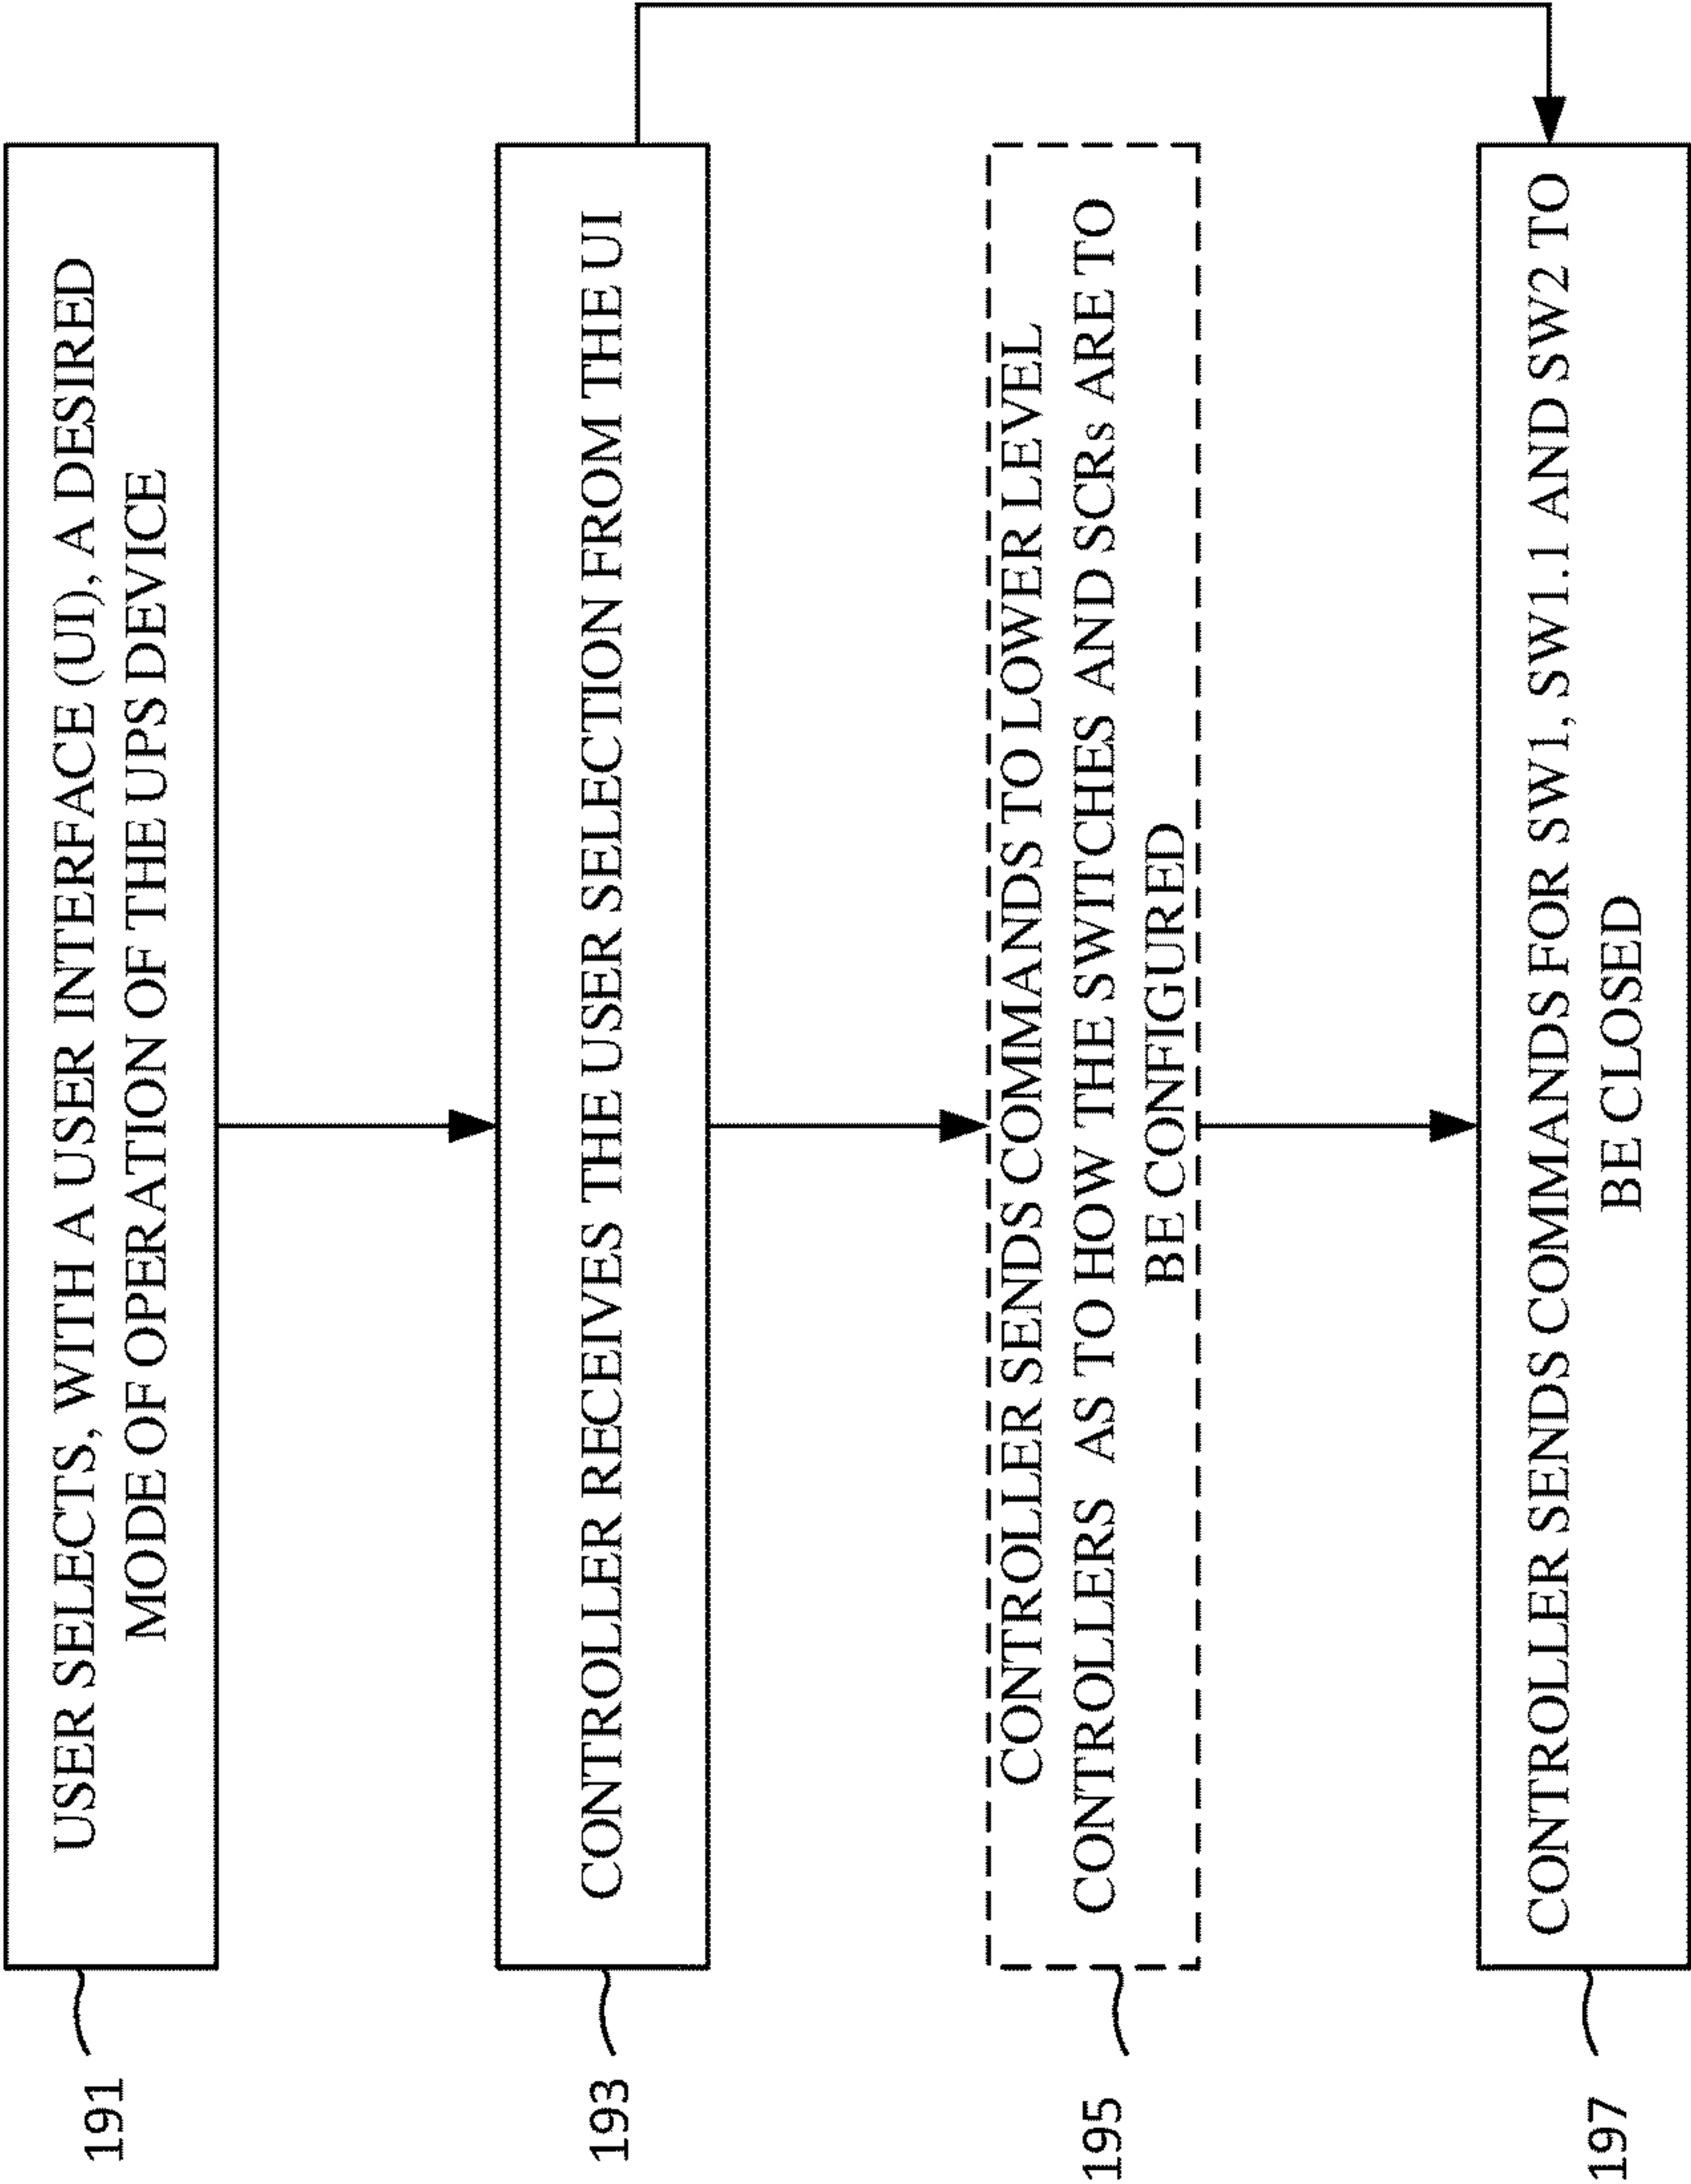 191
USER SELECTS, WITH A USER INTERFACE (UI), A DESIRED
MODE OF OPERATION OF THE UPS DEVICE
193
CONTROLLER RECEIVES THE USER SELECTION FROM THE UI
195
CONTROLLER SENDS COMMANDS TO LOWER LEVEL
CONTROLLERS AS TO HOW THE SWITCHES AND SCRs ARE TO
BE CONFIGURED
197
CONTROLLER SENDS COMMANDS FOR SW1, SW1.1 AND SW2 TO
BE CLOSED